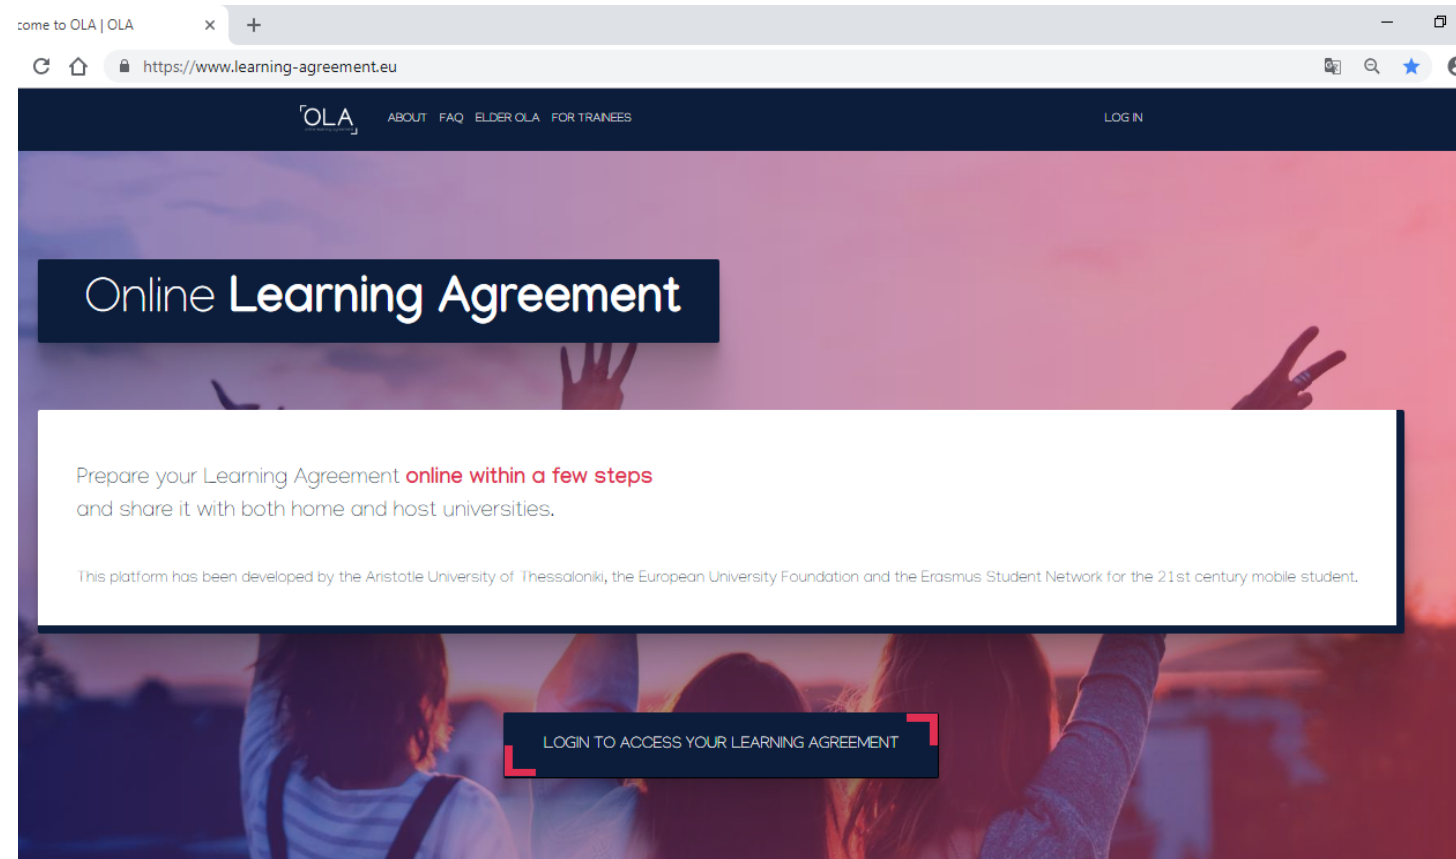 come to OLA | OLA
https://www.learning-agreement.eu
OLA ABOUT FAQ ELDER OLA FOR TRAINEES LOG IN
Online Learning Agreement
Prepare your Learning Agreement online within a few steps
and share it with both home and host universities.
This platform has been developed by the Aristotle University of Thessaloniki, the European University Foundation and the Erasmus Student Network for the 21st century mobile student.
LOGIN TO ACCESS YOUR LEARNING AGREEMENT